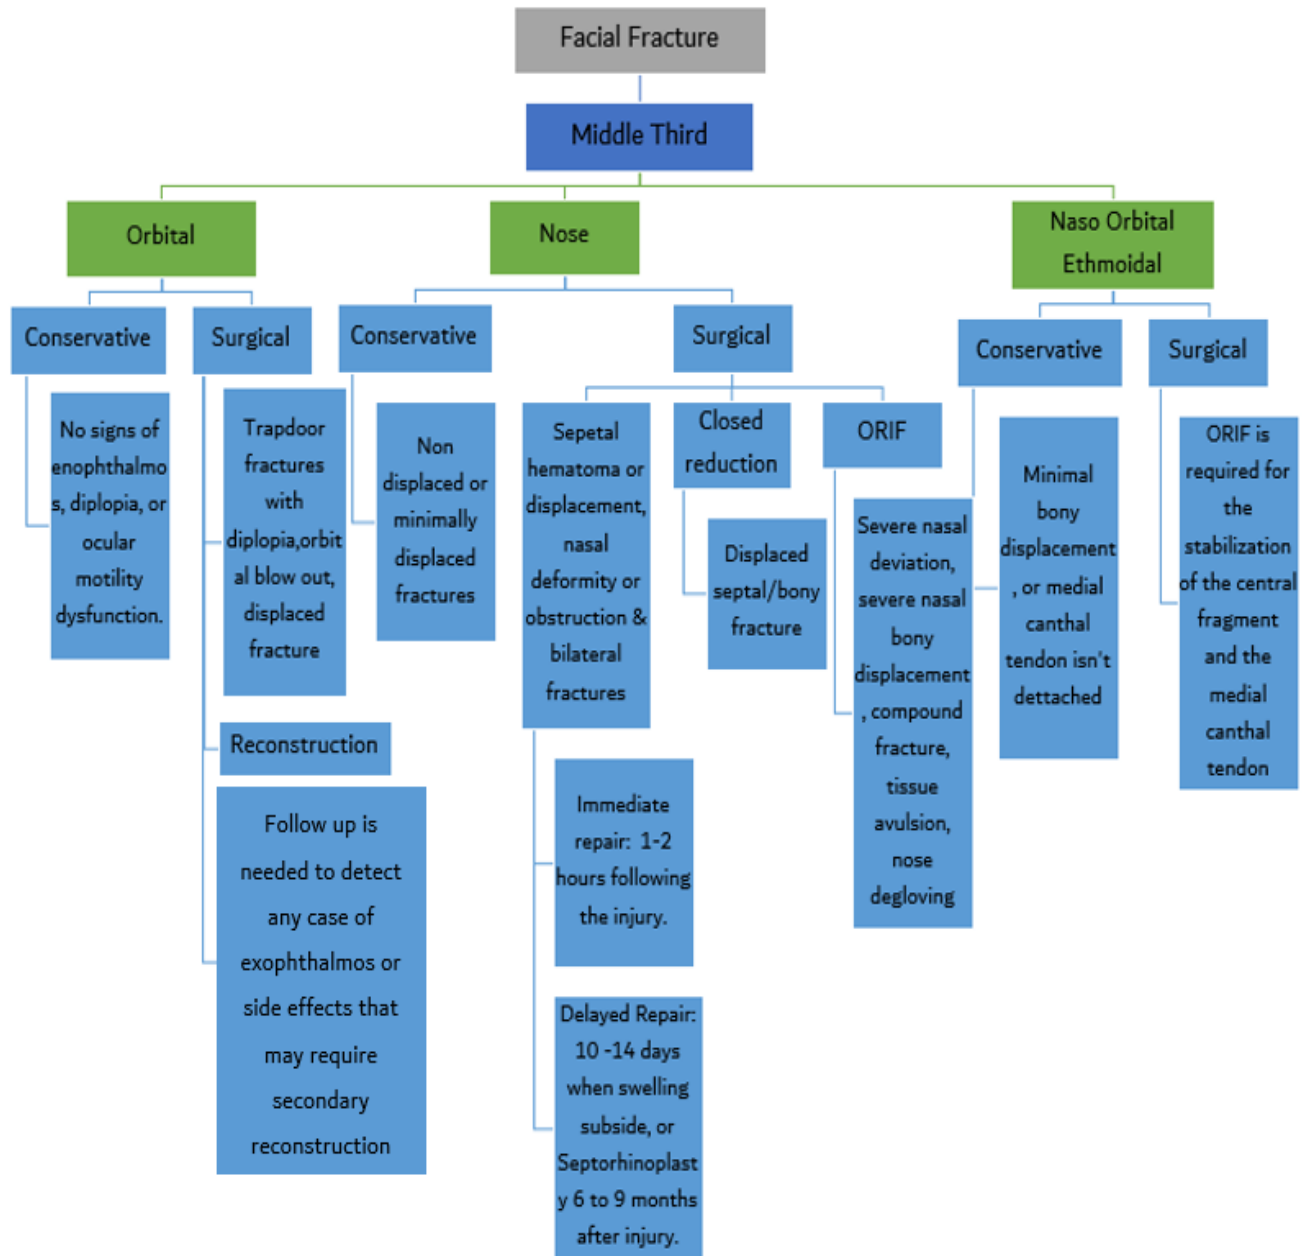 Facial Fracture
Middle Third
Orbital
Nose
Naso Orbital
Ethmoidal
Conservative
Surgical
Conservative
Surgical
Conservative
Surgical
No signs of
enophthalmo
s, diplopia, or
ocular
motility
dysfunction.
Trapdoor
fractures
with
diplopia,orbit
al blow out,
displaced
fracture
Reconstruction
Follow up is
needed to detect
any case of
exophthalmos or
side effects that
may require
secondary
reconstruction
Non
displaced or
minimally
displaced
fractures
Sepetal
hematoma or
displacement,
nasal
deformity or
obstruction &
bilateral
fractures
Immediate
repair: 1-2
hours following
the injury.
Delayed Repair:
10 -14 days
when swelling
subside, or
Septorhinoplast
y 6 to 9 months
after injury.
Closed
reduction
Displaced
septal/bony
fracture
ORIF
Severe nasal
deviation,
severe nasal
bony
displacement
, compound
fracture,
tissue
avulsion,
nose
degloving
Minimal
bony
displacement
, or medial
canthal
tendon isn't
dettached
ORIF is
required for
the
stabilization
of the central
fragment
and the
medial
canthal
tendon